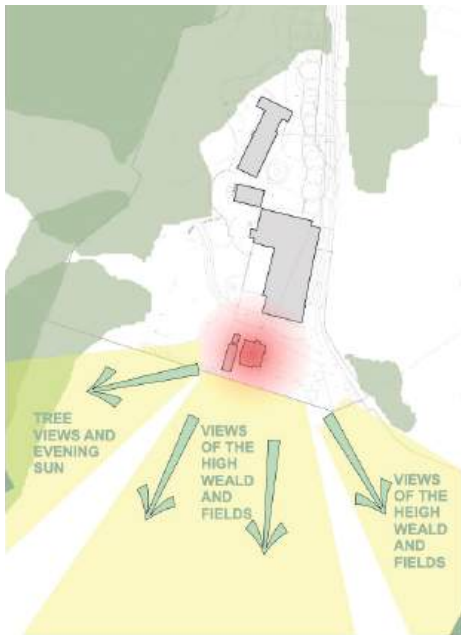 TREE
VIEWS AND
EVENING
SUN
VIEWS
OF THE
HIGH
WEALD
AND
FIELDS
VIEWS
OF THE
HEIGH
WEALD
AND
FIELDS